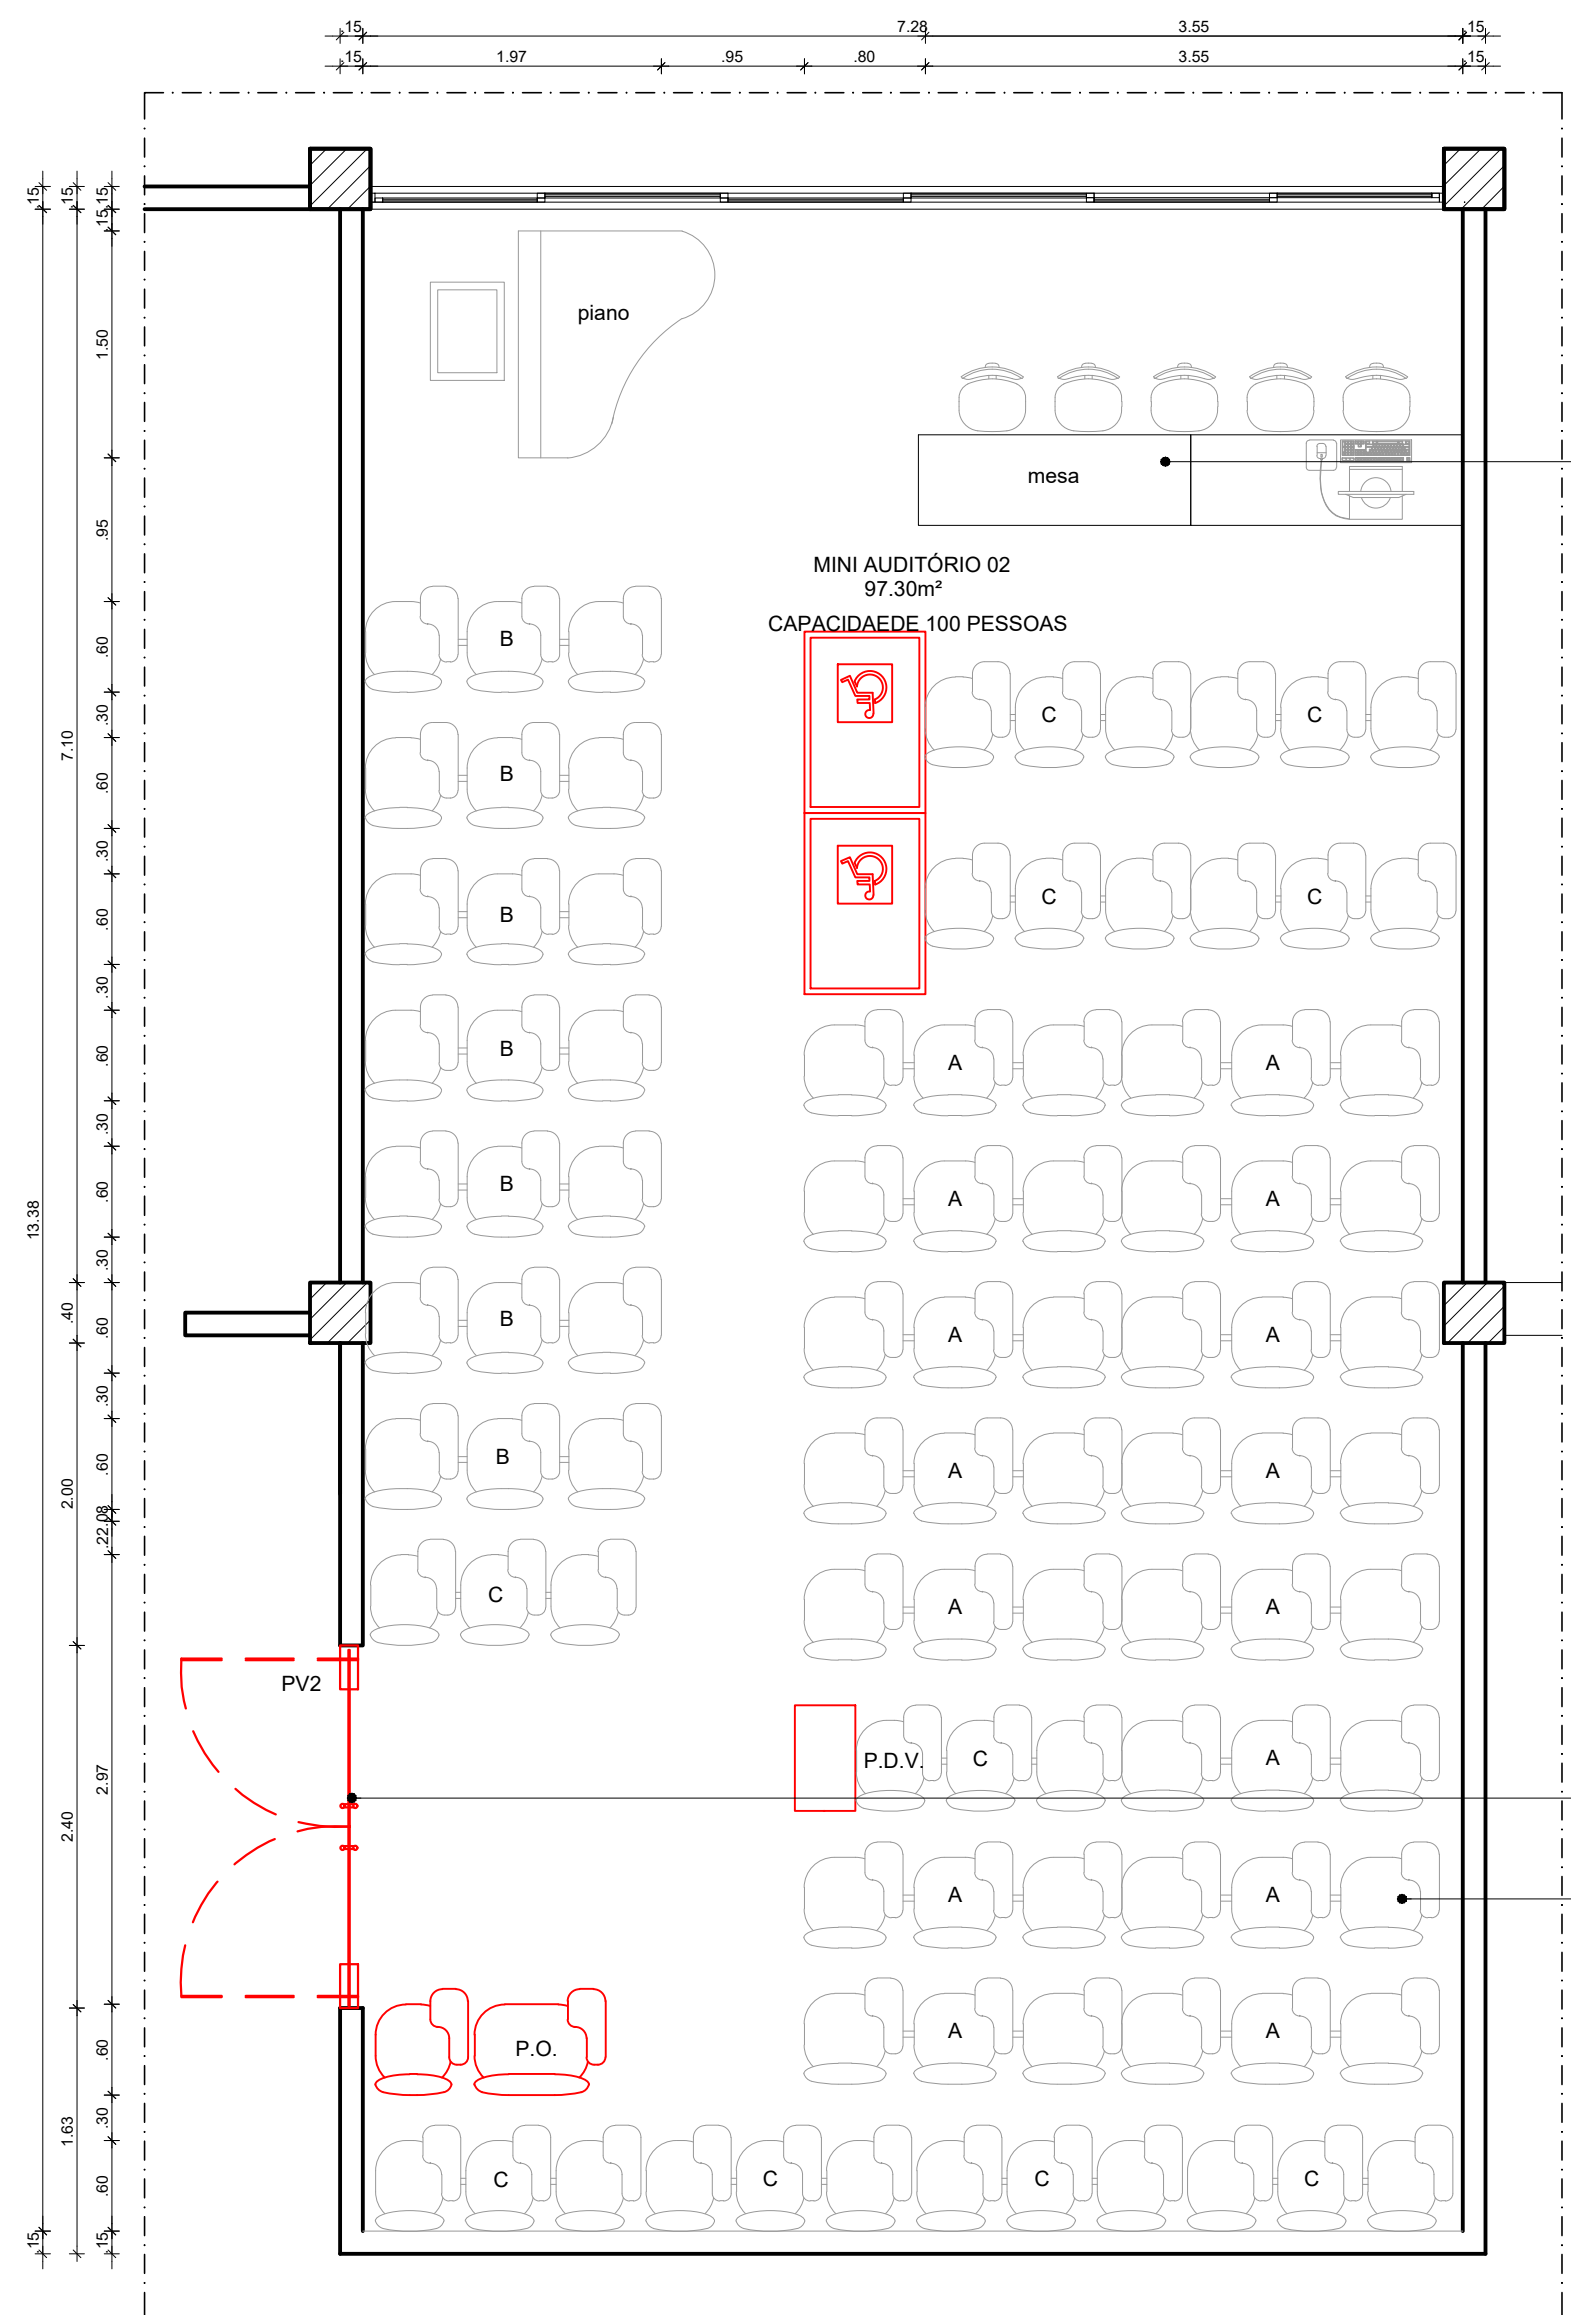 15 7.28 3.55 15
15 1.97 .95 .80 3.55 15
15 15 15
15
1.50
piano
mesa
.95
MINI AUDITÓRIO 02
97.30m²
CAPACIDAEDE 100 PESSOAS
B
.60
C C
.30
7.10
B
.60
.30
C C
B
.60
.30
B
.60
A A
.30
B
.60
A A
13.38
.30
.40
B
.60
A A
.30
B
.60
A A
2.00
.08
.22
C
A A
PV2
P.D.V. C A
2.97
2.40
A A
A A
P.O.
.60
.30
1.63
C C C C
.60
15 15